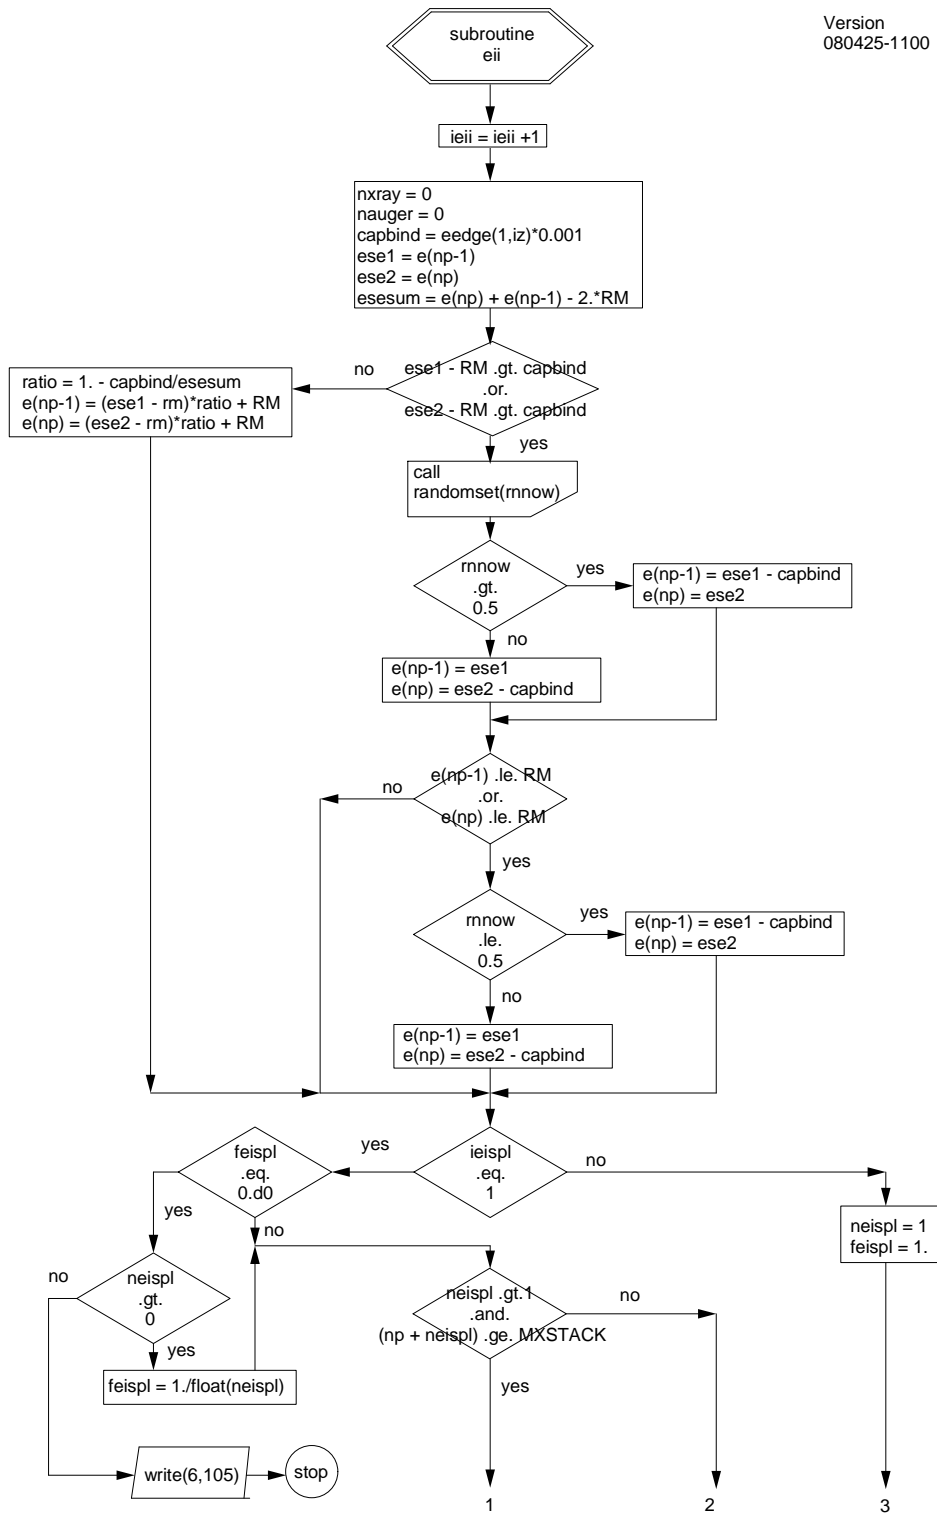 subroutine
eii
Version
080425-1100
ieii = ieii +1
nxray = 0
nauger = 0
capbind = eedge(1,iz)*0.001
ese1 = e(np-1)
ese2 = e(np)
esesum = e(np) + e(np-1) - 2.*RM
ese1 - RM .gt. capbind
.or.
ese2 - RM .gt. capbind
no
ratio = 1. - capbind/esesum
e(np-1) = (ese1 - rm)*ratio + RM
e(np) = (ese2 - rm)*ratio + RM
yes
call
randomset(rnnow)
rnnow
.gt.
0.5
yes
e(np-1) = ese1 - capbind
e(np) = ese2
no
e(np-1) = ese1
e(np) = ese2 - capbind
e(np-1) .le. RM
.or.
e(np) .le. RM
no
yes
rnnow
.le.
0.5
yes
e(np-1) = ese1 - capbind
e(np) = ese2
no
e(np-1) = ese1
e(np) = ese2 - capbind
ieispl
.eq.
1
yes
no
feispl
.eq.
0.d0
yes
no
neispl = 1
feispl = 1.
neispl
.gt.
0
no
yes
neispl .gt.1
.and.
(np + neispl) .ge. MXSTACK
no
yes
feispl = 1./float(neispl)
write(6,105)
stop
1
2
3